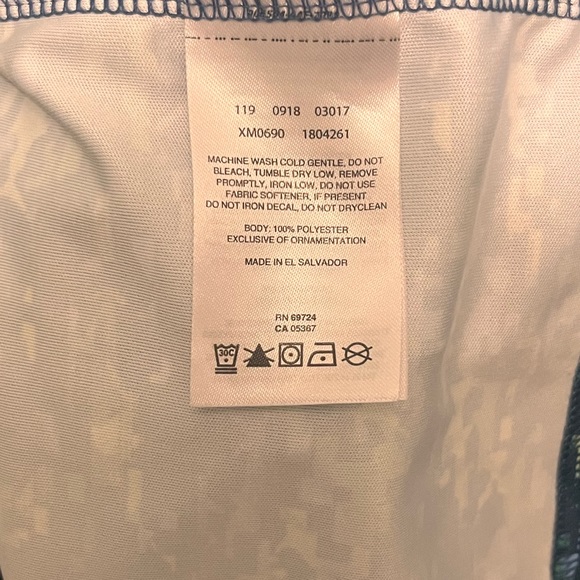 119 0918 03017
XM0690 1804261
MACHINE WASH COLD GENTLE, DO NOT
BLEACH, TUMBLE DRY LOW, REMOVE
PROMPTLY, IRON LOW, DO NOT USE
FABRIC SOFTENER, IF PRESENT
DO NOT IRON DECAL, DO NOT DRYCLEAN
BODY: 100% POLYESTER
EXCLUSIVE OF ORNAMENTATION
MADE IN EL SALVADOR
RN 69724
CA 05367
30C